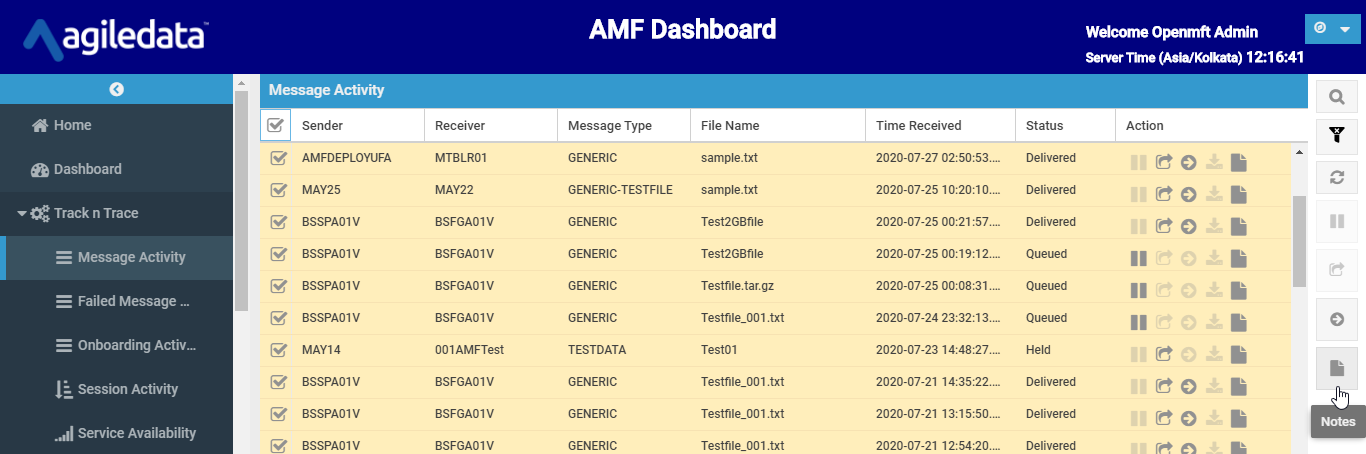 agiledata™
AMF Dashboard
Welcome Openmft Admin
Server Time (Asia/Kolkata) 12:16:41
Home
Dashboard
Track n Trace
Message Activity
Failed Message ...
Onboarding Activ...
Session Activity
Service Availability
Message Activity
Sender Receiver Message Type File Name Time Received Status Action
AMFDEPLOYUFA MTBLR01 GENERIC sample.txt 2020-07-27 02:50:53.... Delivered
MAY25 MAY22 GENERIC-TESTFILE sample.txt 2020-07-25 10:20:10.... Delivered
BSSPA01V BSFGA01V GENERIC Test2GBfile 2020-07-25 00:21:57.... Delivered
BSSPA01V BSFGA01V GENERIC Test2GBfile 2020-07-25 00:19:12.... Queued
BSSPA01V BSFGA01V GENERIC Testfile.tar.gz 2020-07-25 00:08:31.... Queued
BSSPA01V BSFGA01V GENERIC Testfile_001.txt 2020-07-24 23:32:13.... Queued
MAY14 001AMFTest TESTDATA Test01 2020-07-23 14:48:27.... Held
BSSPA01V BSFGA01V GENERIC Testfile_001.txt 2020-07-21 14:35:22.... Delivered
BSSPA01V BSFGA01V GENERIC Testfile_001.txt 2020-07-21 13:15:50.... Delivered
BSSPA01V BSFGA01V GENERIC Testfile_001.txt 2020-07-21 12:54:20.... Delivered
Notes